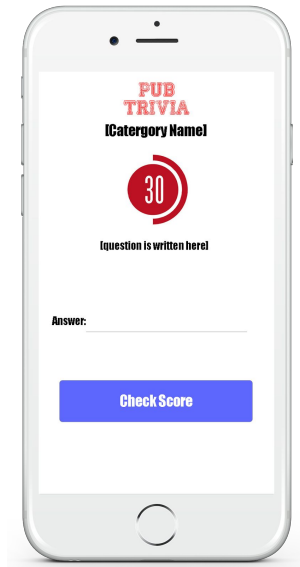 PUB
TRIVIA
[Catergory Name]
30
[question is written here]
Answer:
Check Score